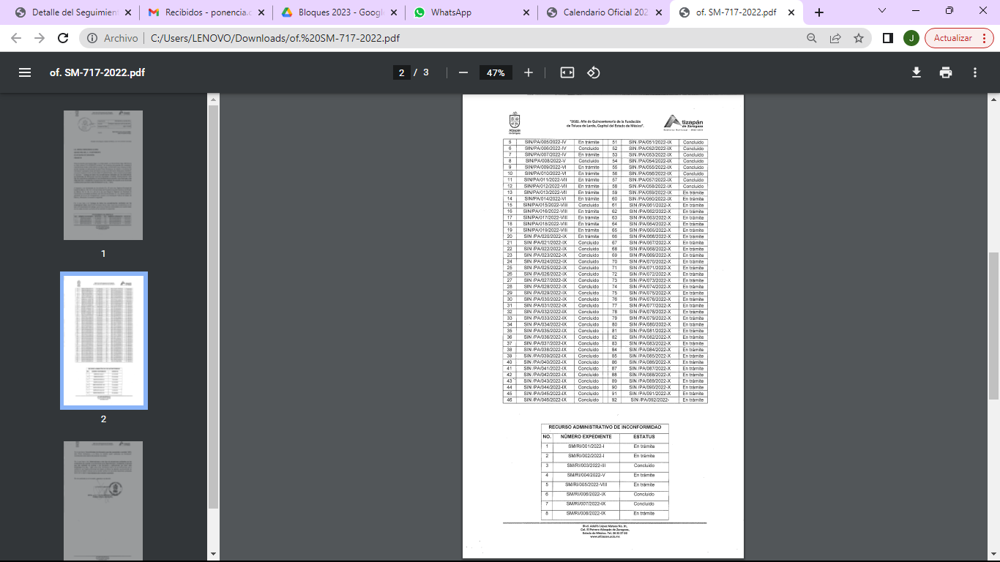 Detalle del Seguimien
Recibidos - ponencia.c
Bloques 2023 - Googl
WhatsApp
Calendario Oficial 202
of. SM-717-2022.pdf
Archivo C:/Users/LENOVO/Downloads/of.%20SM-717-2022.pdf
J
Actualizar
of. SM-717-2022.pdf
2 / 3
47%
1
2
Atizapán
"2022, Año de Quincentenario de la Fundación
de Toluca de Lerdo, Capital del Estado de México".
tizapán
de Zaragoza
5 SIN/PA/005/2022-IV En trámite 51 SIN /PA/051/2022-IX Concluido
6 SIN/PA/006/2022-IV Concluido 52 SIN /PA/052/2022-IX Concluido
7 SIN/PA/007/2022-IV En trámite 53 SIN /PA/053/2022-IX Concluido
8 SIN/PA/008/2022-V Concluido 54 SIN /PA/054/2022-IX Concluido
9 SIN/PA/009/2022-VI En trámite 55 SIN /PA/055/2022-IX Concluido
10 SIN/PA/010/2022-VI En trámite 56 SIN /PA/056/2022-IX Concluido
11 SIN/PA/011/2022-VII En trámite 57 SIN /PA/057/2022-IX Concluido
12 SIN/PA/012/2022-VII En trámite 58 SIN /PA/058/2022-IX Concluido
13 SIN/PA/013/2022-VII En trámite 59 SIN /PA/059/2022-IX En trámite
14 SIN/PA/014/2022-VI En trámite 60 SIN /PA/060/2022-IX En trámite
15 SIN/PA/015/2022-VIII Concluido 61 SIN /PA/061/2022-X En trámite
16 SIN/PA/016/2022-VIII En trámite 62 SIN /PA/062/2022-X En trámite
17 SIN/PA/017/2022-VIII En trámite 63 SIN /PA/063/2022-X En trámite
18 SIN/PA/018/2022-VIII En trámite 64 SIN /PA/064/2022-X En trámite
19 SIN/PA/019/2022-VIII En trámite 65 SIN /PA/065/2022-X En trámite
20 SIN /PA/020/2022-IX En trámite 66 SIN /PA/066/2022-X En trámite
21 SIN /PA/021/2022-IX Concluido 67 SIN /PA/067/2022-X En trámite
22 SIN /PA/022/2022-IX Concluido 68 SIN /PA/068/2022-X En trámite
23 SIN /PA/023/2022-IX Concluido 69 SIN /PA/069/2022-X En trámite
24 SIN /PA/024/2022-IX Concluido 70 SIN /PA/070/2022-X En trámite
25 SIN /PA/025/2022-IX Concluido 71 SIN /PA/071/2022-X En trámite
26 SIN /PA/026/2022-IX Concluido 72 SIN /PA/072/2022-X En trámite
27 SIN /PA/027/2022-IX Concluido 73 SIN /PA/073/2022-X En trámite
28 SIN /PA/028/2022-IX Concluido 74 SIN /PA/074/2022-X En trámite
29 SIN /PA/029/2022-IX Concluido 75 SIN /PA/075/2022-X En trámite
30 SIN /PA/030/2022-IX Concluido 76 SIN /PA/076/2022-X En trámite
31 SIN /PA/031/2022-IX Concluido 77 SIN /PA/077/2022-X En trámite
32 SIN /PA/032/2022-IX Concluido 78 SIN /PA/078/2022-X En trámite
33 SIN /PA/033/2022-IX Concluido 79 SIN /PA/079/2022-X En trámite
34 SIN /PA/034/2022-IX Concluido 80 SIN /PA/080/2022-X En trámite
35 SIN /PA/035/2022-IX Concluido 81 SIN /PA/081/2022-X En trámite
36 SIN /PA/036/2022-IX Concluido 82 SIN /PA/082/2022-X En trámite
37 SIN /PA/037/2022-IX Concluido 83 SIN /PA/083/2022-X En trámite
38 SIN /PA/038/2022-IX Concluido 84 SIN /PA/084/2022-X En trámite
39 SIN /PA/039/2022-IX Concluido 85 SIN /PA/085/2022-X En trámite
40 SIN /PA/040/2022-IX Concluido 86 SIN /PA/086/2022-X En trámite
41 SIN /PA/041/2022-IX Concluido 87 SIN /PA/087/2022-X En trámite
42 SIN /PA/042/2022-IX Concluido 88 SIN /PA/088/2022-X En trámite
43 SIN /PA/043/2022-IX Concluido 89 SIN /PA/089/2022-X En trámite
44 SIN /PA/044/2022-IX Concluido 90 SIN /PA/090/2022-X En trámite
45 SIN /PA/045/2022-IX Concluido 91 SIN /PA/091/2022-X En trámite
46 SIN /PA/046/2022-IX Concluido 92 SIN /PA/092/2022- En trámite
RECURSO ADMINISTRATIVO DE INCONFORMIDAD
NO. NÚMERO EXPEDIENTE ESTATUS
1 SM/RI/001/2022-I En trámite
2 SM/RI/002/2022-I En trámite
3 SM/RI/003/2022-III Concluido
4 SM/RI/004/2022-V En trámite
5 SM/RI/005/2022-VIII En trámite
6 SM/RI/006/2022-IX Concluido
7 SM/RI/007/2022-IX Concluido
8 SM/RI/008/2022-IX En trámite
Blvd. Adolfo López Mateos No. 91,
Col. El Potrero Atizapán de Zaragoza,
Estado de México. Tel. 36 22 27 00
www.atizapan.gob.mx